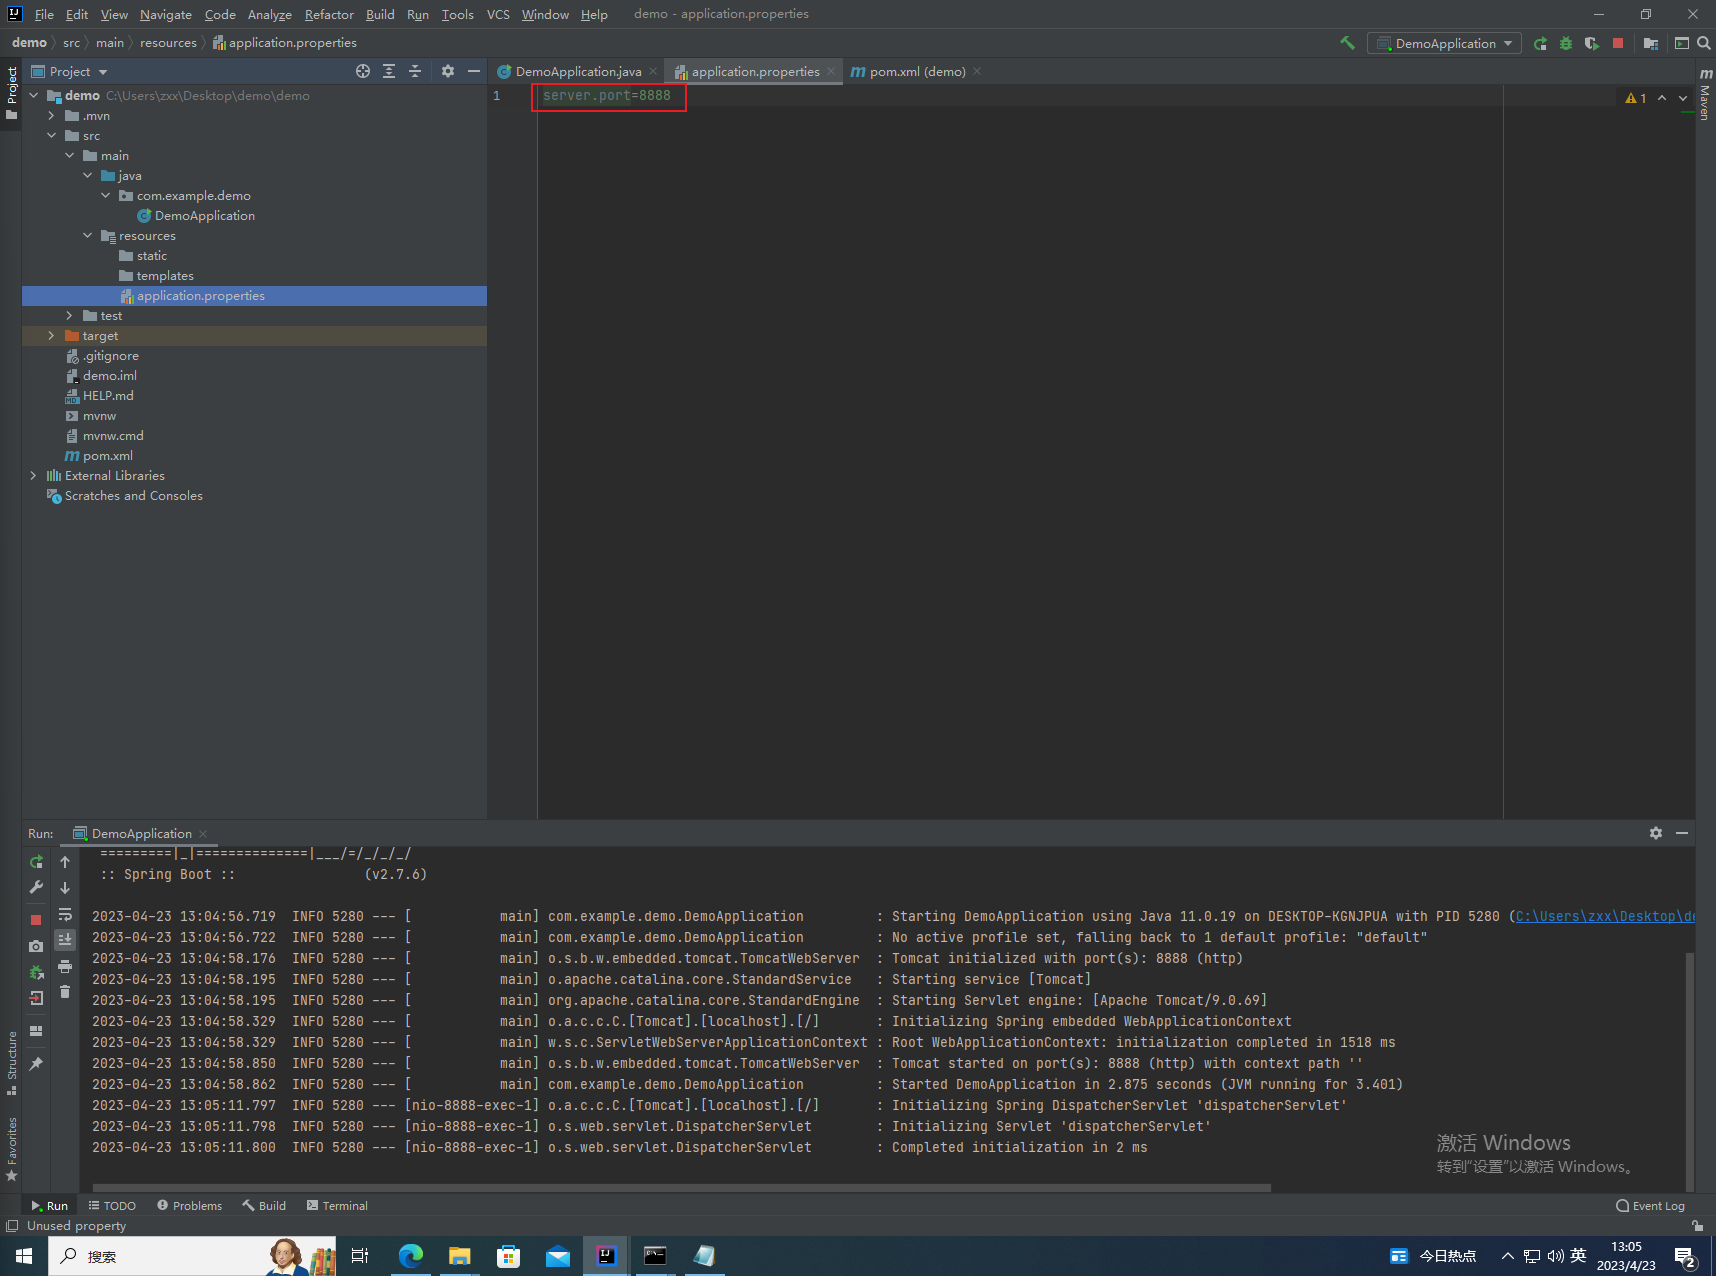 File Edit View Navigate Code Analyze Refactor Build Run Tools VCS Window Help demo - application.properties
demo src main resources application.properties
DemoApplication
Project
DemoApplication.java application.properties pom.xml (demo)
Project
Maven
demo C:\Users\zxx\Desktop\demo\demo
1 server.port=8888
1
.mvn
src
main
java
com.example.demo
DemoApplication
resources
static
templates
application.properties
test
target
.gitignore
demo.iml
HELP.md
mvnw
mvnw.cmd
pom.xml
External Libraries
Scratches and Consoles
Run: DemoApplication
=========|_|==============|___/=/_/_/_/
:: Spring Boot :: (v2.7.6)
2023-04-23 13:04:56.719 INFO 5280 --- [ main] com.example.demo.DemoApplication : Starting DemoApplication using Java 11.0.19 on DESKTOP-KGNJPUA with PID 5280 (C:\Users\zxx\Desktop\de
2023-04-23 13:04:56.722 INFO 5280 --- [ main] com.example.demo.DemoApplication : No active profile set, falling back to 1 default profile: "default"
2023-04-23 13:04:58.176 INFO 5280 --- [ main] o.s.b.w.embedded.tomcat.TomcatWebServer : Tomcat initialized with port(s): 8888 (http)
2023-04-23 13:04:58.195 INFO 5280 --- [ main] o.apache.catalina.core.StandardService : Starting service [Tomcat]
2023-04-23 13:04:58.195 INFO 5280 --- [ main] org.apache.catalina.core.StandardEngine : Starting Servlet engine: [Apache Tomcat/9.0.69]
2023-04-23 13:04:58.329 INFO 5280 --- [ main] o.a.c.c.C.[Tomcat].[localhost].[/] : Initializing Spring embedded WebApplicationContext
2023-04-23 13:04:58.329 INFO 5280 --- [ main] w.s.c.ServletWebServerApplicationContext : Root WebApplicationContext: initialization completed in 1518 ms
2023-04-23 13:04:58.850 INFO 5280 --- [ main] o.s.b.w.embedded.tomcat.TomcatWebServer : Tomcat started on port(s): 8888 (http) with context path ''
2023-04-23 13:04:58.862 INFO 5280 --- [ main] com.example.demo.DemoApplication : Started DemoApplication in 2.875 seconds (JVM running for 3.401)
2023-04-23 13:05:11.797 INFO 5280 --- [nio-8888-exec-1] o.a.c.c.C.[Tomcat].[localhost].[/] : Initializing Spring DispatcherServlet 'dispatcherServlet'
2023-04-23 13:05:11.798 INFO 5280 --- [nio-8888-exec-1] o.s.web.servlet.DispatcherServlet : Initializing Servlet 'dispatcherServlet'
2023-04-23 13:05:11.800 INFO 5280 --- [nio-8888-exec-1] o.s.web.servlet.DispatcherServlet : Completed initialization in 2 ms
Structure
Favorites
激活 Windows
转到"设置"以激活 Windows。
Run TODO Problems Build Terminal Event Log
Unused property
搜索
今日热点
英
13:05
2023/4/23
2